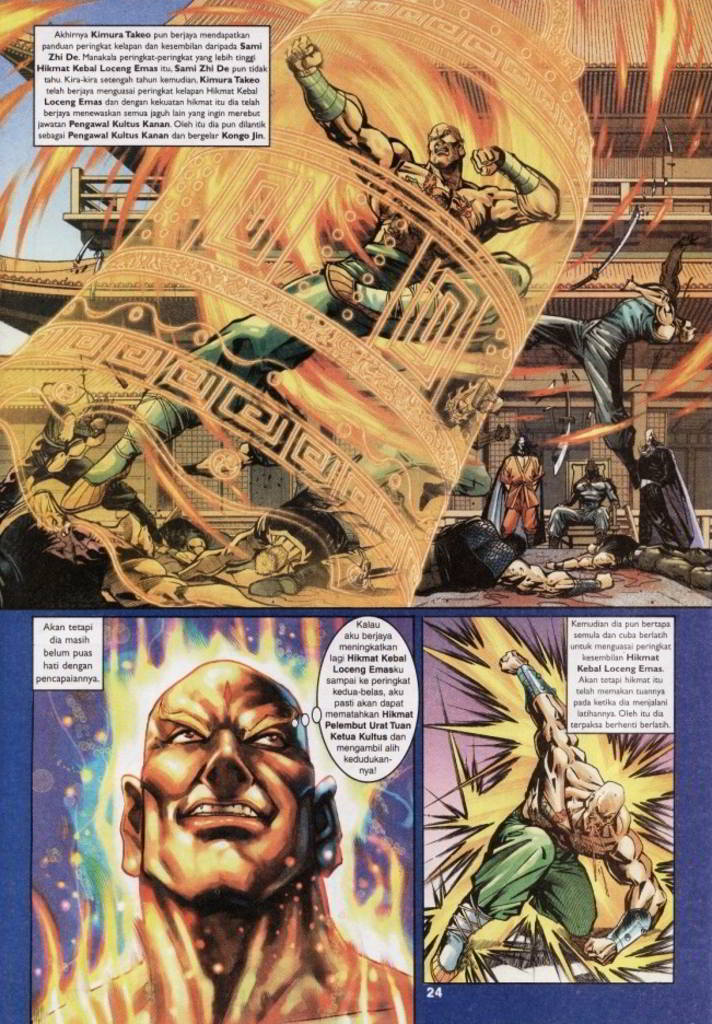 Akhirnya Kimura Takeo pun berjaya mendapatkan
panduan peringkat kelapan dan kesembilan daripada Sami
Zhi De. Manakala peringkat-peringkat yang lebih tinggi
Hikmat Kebal Loceng Emas itu, Sami Zhi De pun tidak
tahu. Kira-kira setengah tahun kemudian, Kimura Takeo
telah berjaya menguasai peringkat kelapan Hikmat Kebal
Loceng Emas dan dengan kekuatan hikmat itu dia telah
berjaya menewaskan semua jaguh lain yang ingin merebut
jawatan Pengawal Kultus Kanan. Oleh itu dia pun dilantik
sebagai Pengawal Kultus Kanan dan bergelar Kongo Jin.
Akan tetapi
dia masih
belum puas
hati dengan
pencapaiannya.
Kalau
aku berjaya
meningkatkan
lagi Hikmat Kebal
Loceng Emasku
sampai ke peringkat
kedua-belas, aku
pasti akan dapat
mematahkan Hikmat
Pelembut Urat Tuan
Ketua Kultus dan
mengambil alih
kedudukan-
nya!
Kemudian dia pun bertapa
semula dan cuba berlatih
untuk menguasai peringkat
kesembilan Hikmat
Kebal Loceng Emas.
Akan tetapi hikmat itu
telah memakan tuannya
pada ketika dia menjalani
latihannya. Oleh itu dia
terpaksa berhenti berlatih.
24